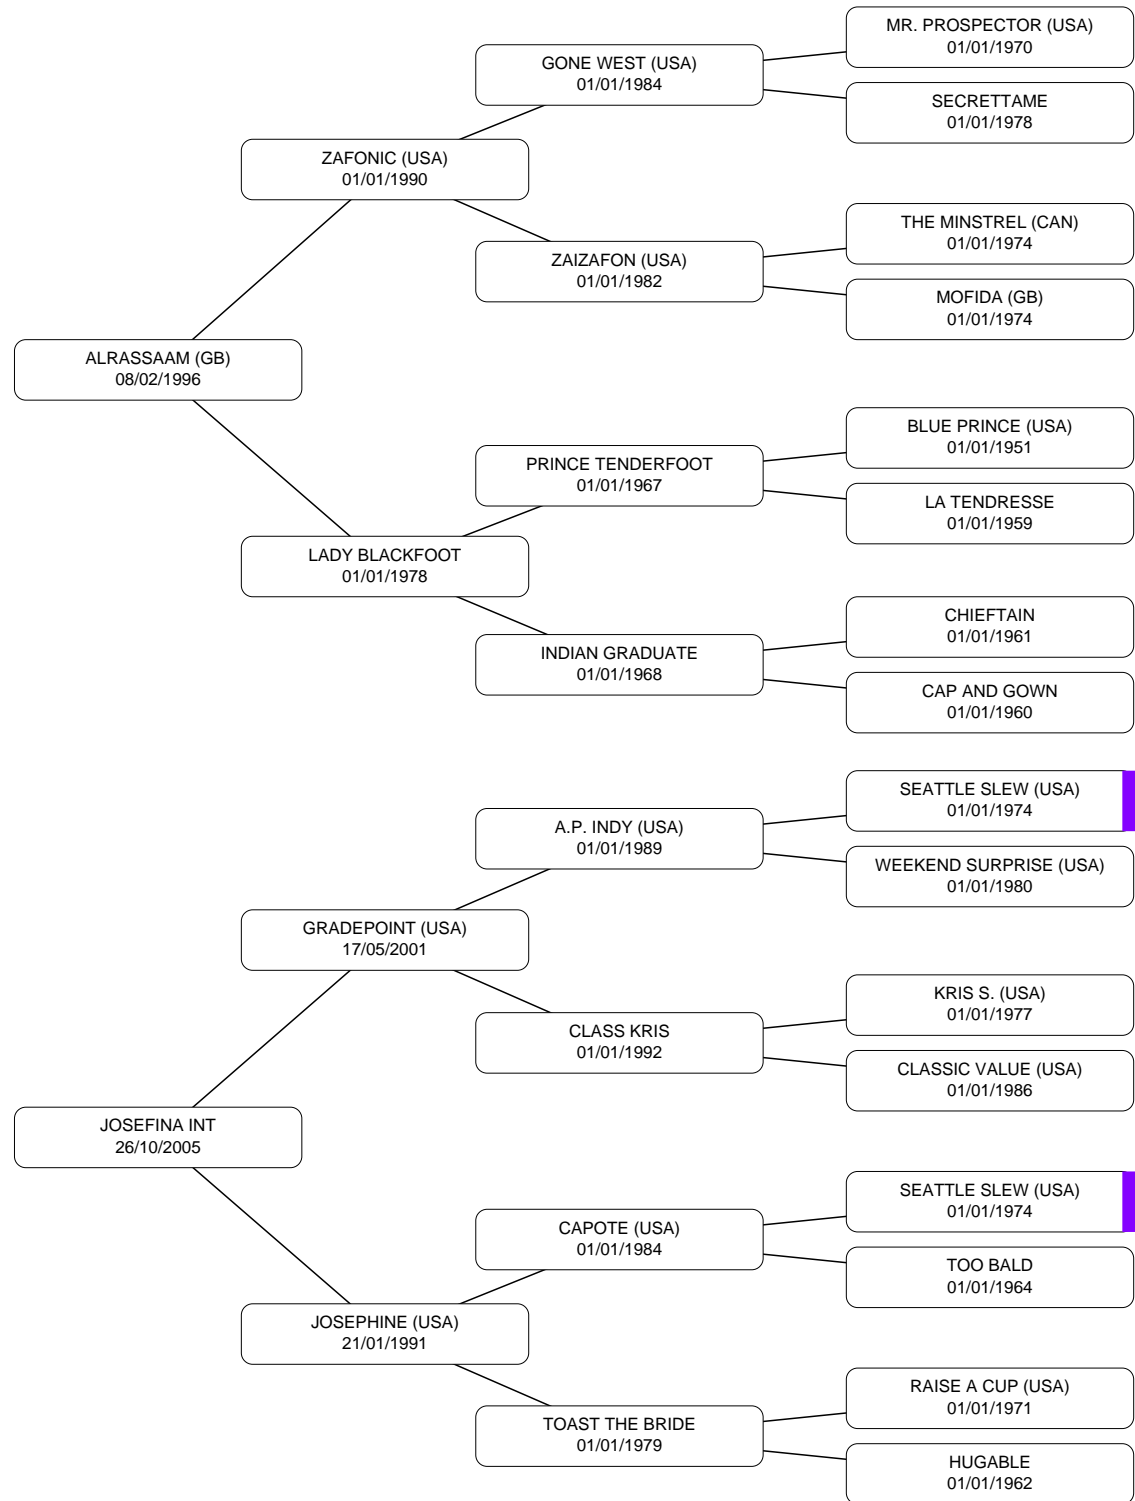 MR. PROSPECTOR (USA)
01/01/1970
GONE WEST (USA)
01/01/1984
SECRETTAME
01/01/1978
ZAFONIC (USA)
01/01/1990
THE MINSTREL (CAN)
01/01/1974
ZAIZAFON (USA)
01/01/1982
MOFIDA (GB)
01/01/1974
ALRASSAAM (GB)
08/02/1996
BLUE PRINCE (USA)
01/01/1951
PRINCE TENDERFOOT
01/01/1967
LA TENDRESSE
01/01/1959
LADY BLACKFOOT
01/01/1978
CHIEFTAIN
01/01/1961
INDIAN GRADUATE
01/01/1968
CAP AND GOWN
01/01/1960
SEATTLE SLEW (USA)
01/01/1974
A.P. INDY (USA)
01/01/1989
WEEKEND SURPRISE (USA)
01/01/1980
GRADEPOINT (USA)
17/05/2001
KRIS S. (USA)
01/01/1977
CLASS KRIS
01/01/1992
CLASSIC VALUE (USA)
01/01/1986
JOSEFINA INT
26/10/2005
SEATTLE SLEW (USA)
01/01/1974
CAPOTE (USA)
01/01/1984
TOO BALD
01/01/1964
JOSEPHINE (USA)
21/01/1991
RAISE A CUP (USA)
01/01/1971
TOAST THE BRIDE
01/01/1979
HUGABLE
01/01/1962